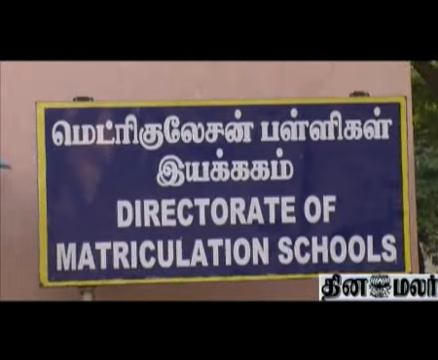 மெட்ரிகுலேசன் பள்ளிகள்
இயக்ககம்
DIRECTORATE OF
MATRICULATION SCHOOLS
தினமலர்